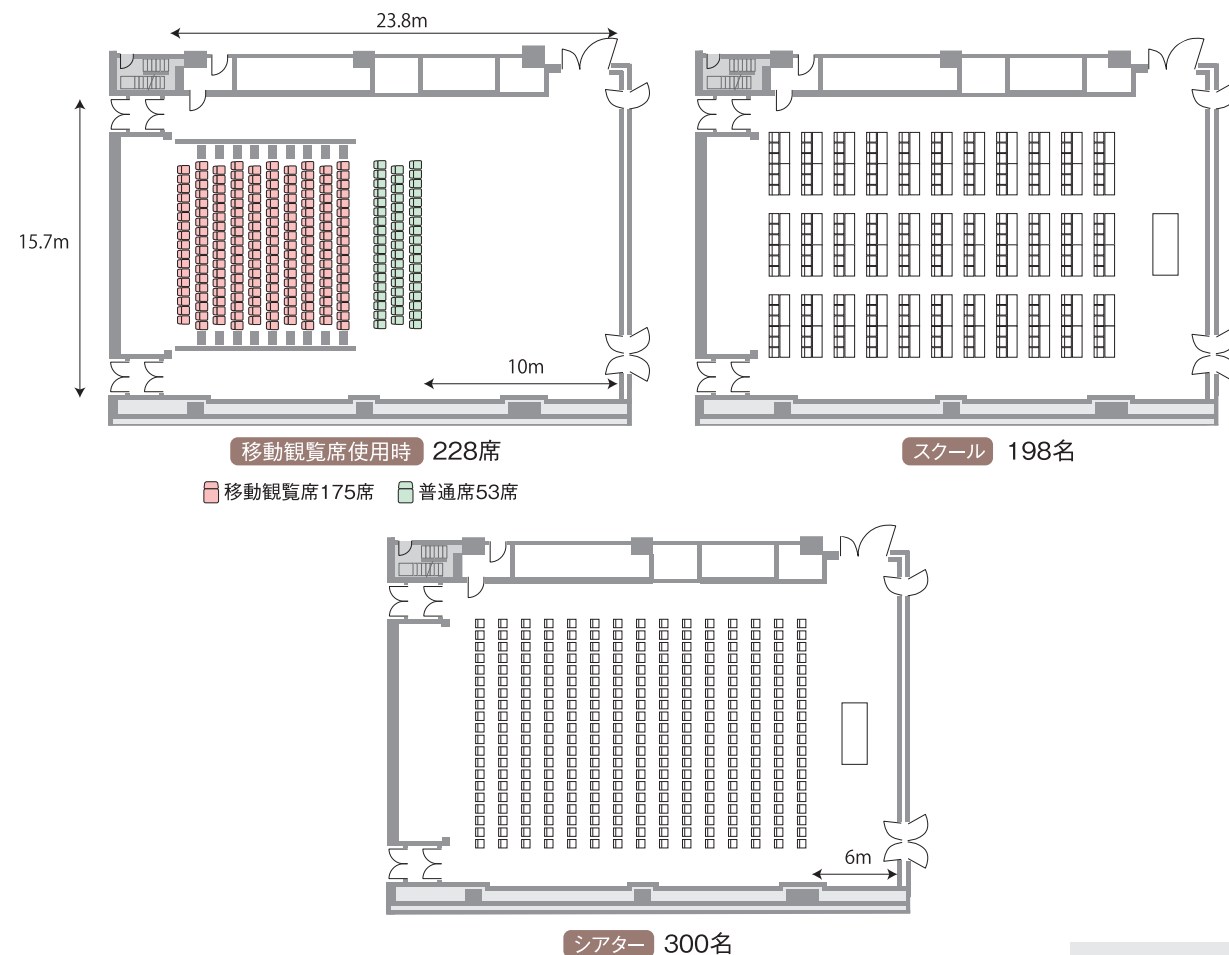 23.8m
15.7m
10m
移動観覧席使用時 228席
移動観覧席175席 普通席53席
スクール 198名
6m
シアター 300名